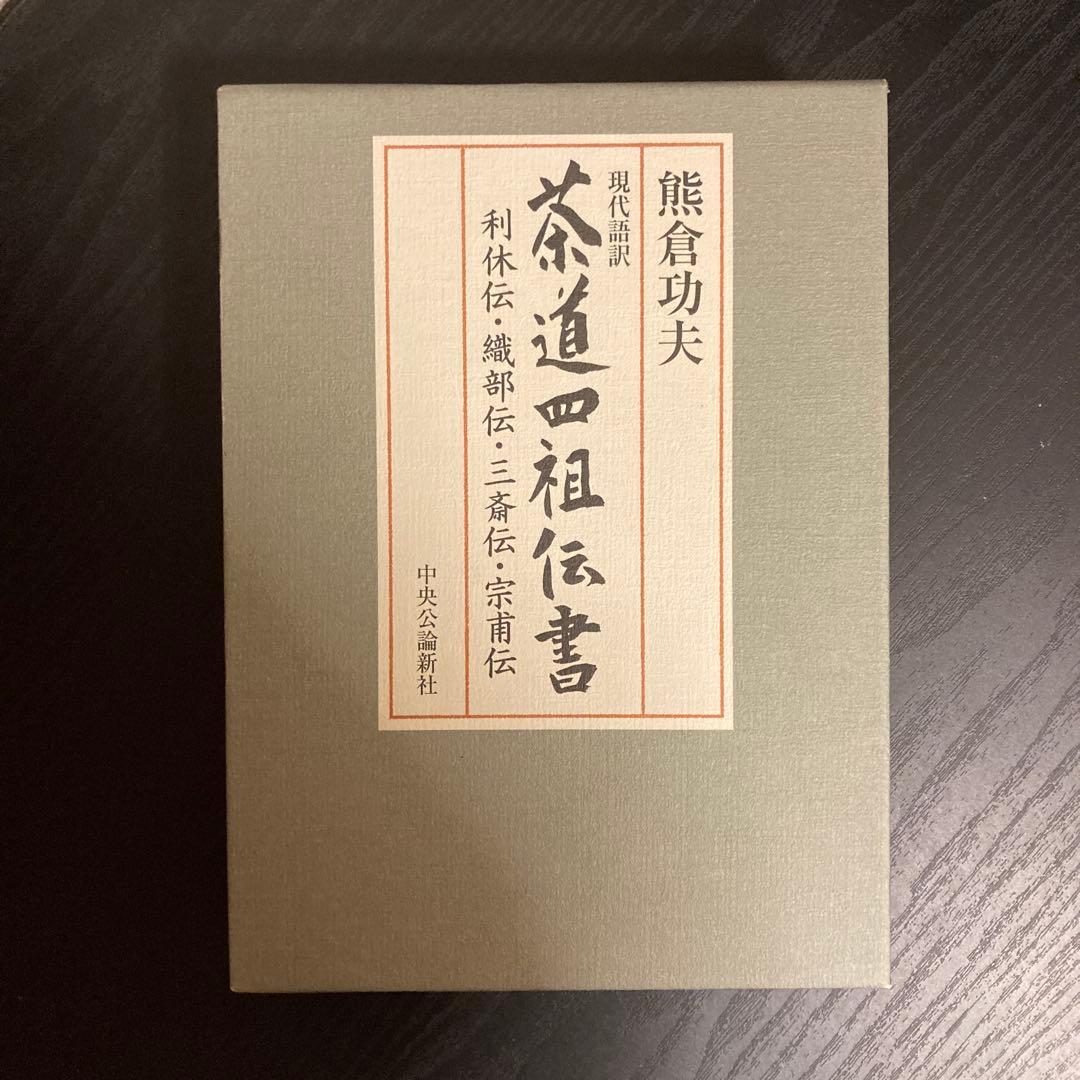 熊倉功夫
現代語訳
茶道四祖伝書
利休伝・織部伝・三斎伝・宗甫伝
中央公論新社